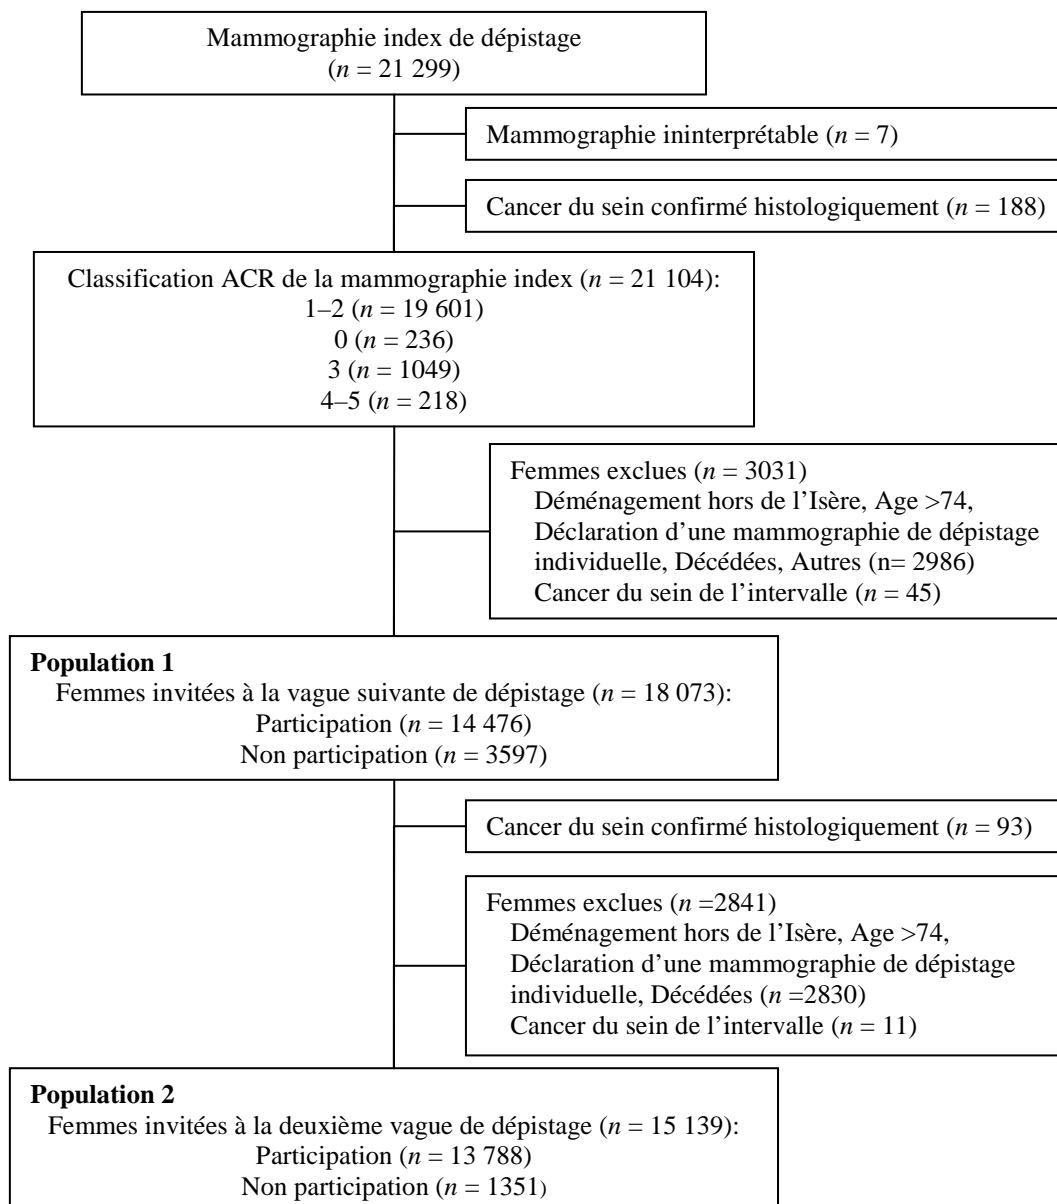 Mammographie index de dépistage
(n = 21 299)
Mammographie ininterprétable (n = 7)
Cancer du sein confirmé histologiquement (n = 188)
Classification ACR de la mammographie index (n = 21 104):
1–2 (n = 19 601)
0 (n = 236)
3 (n = 1049)
4–5 (n = 218)
Femmes exclues (n = 3031)
Déménagement hors de l’Isère, Age >74,
Déclaration d’une mammographie de dépistage
individuelle, Décédées, Autres (n= 2986)
Cancer du sein de l’intervalle (n = 45)
Population 1
Femmes invitées à la vague suivante de dépistage (n = 18 073):
Participation (n = 14 476)
Non participation (n = 3597)
Cancer du sein confirmé histologiquement (n = 93)
Femmes exclues (n =2841)
Déménagement hors de l’Isère, Age >74,
Déclaration d’une mammographie de dépistage
individuelle, Décédées (n =2830)
Cancer du sein de l’intervalle (n = 11)
Population 2
Femmes invitées à la deuxième vague de dépistage (n = 15 139):
Participation (n = 13 788)
Non participation (n = 1351)